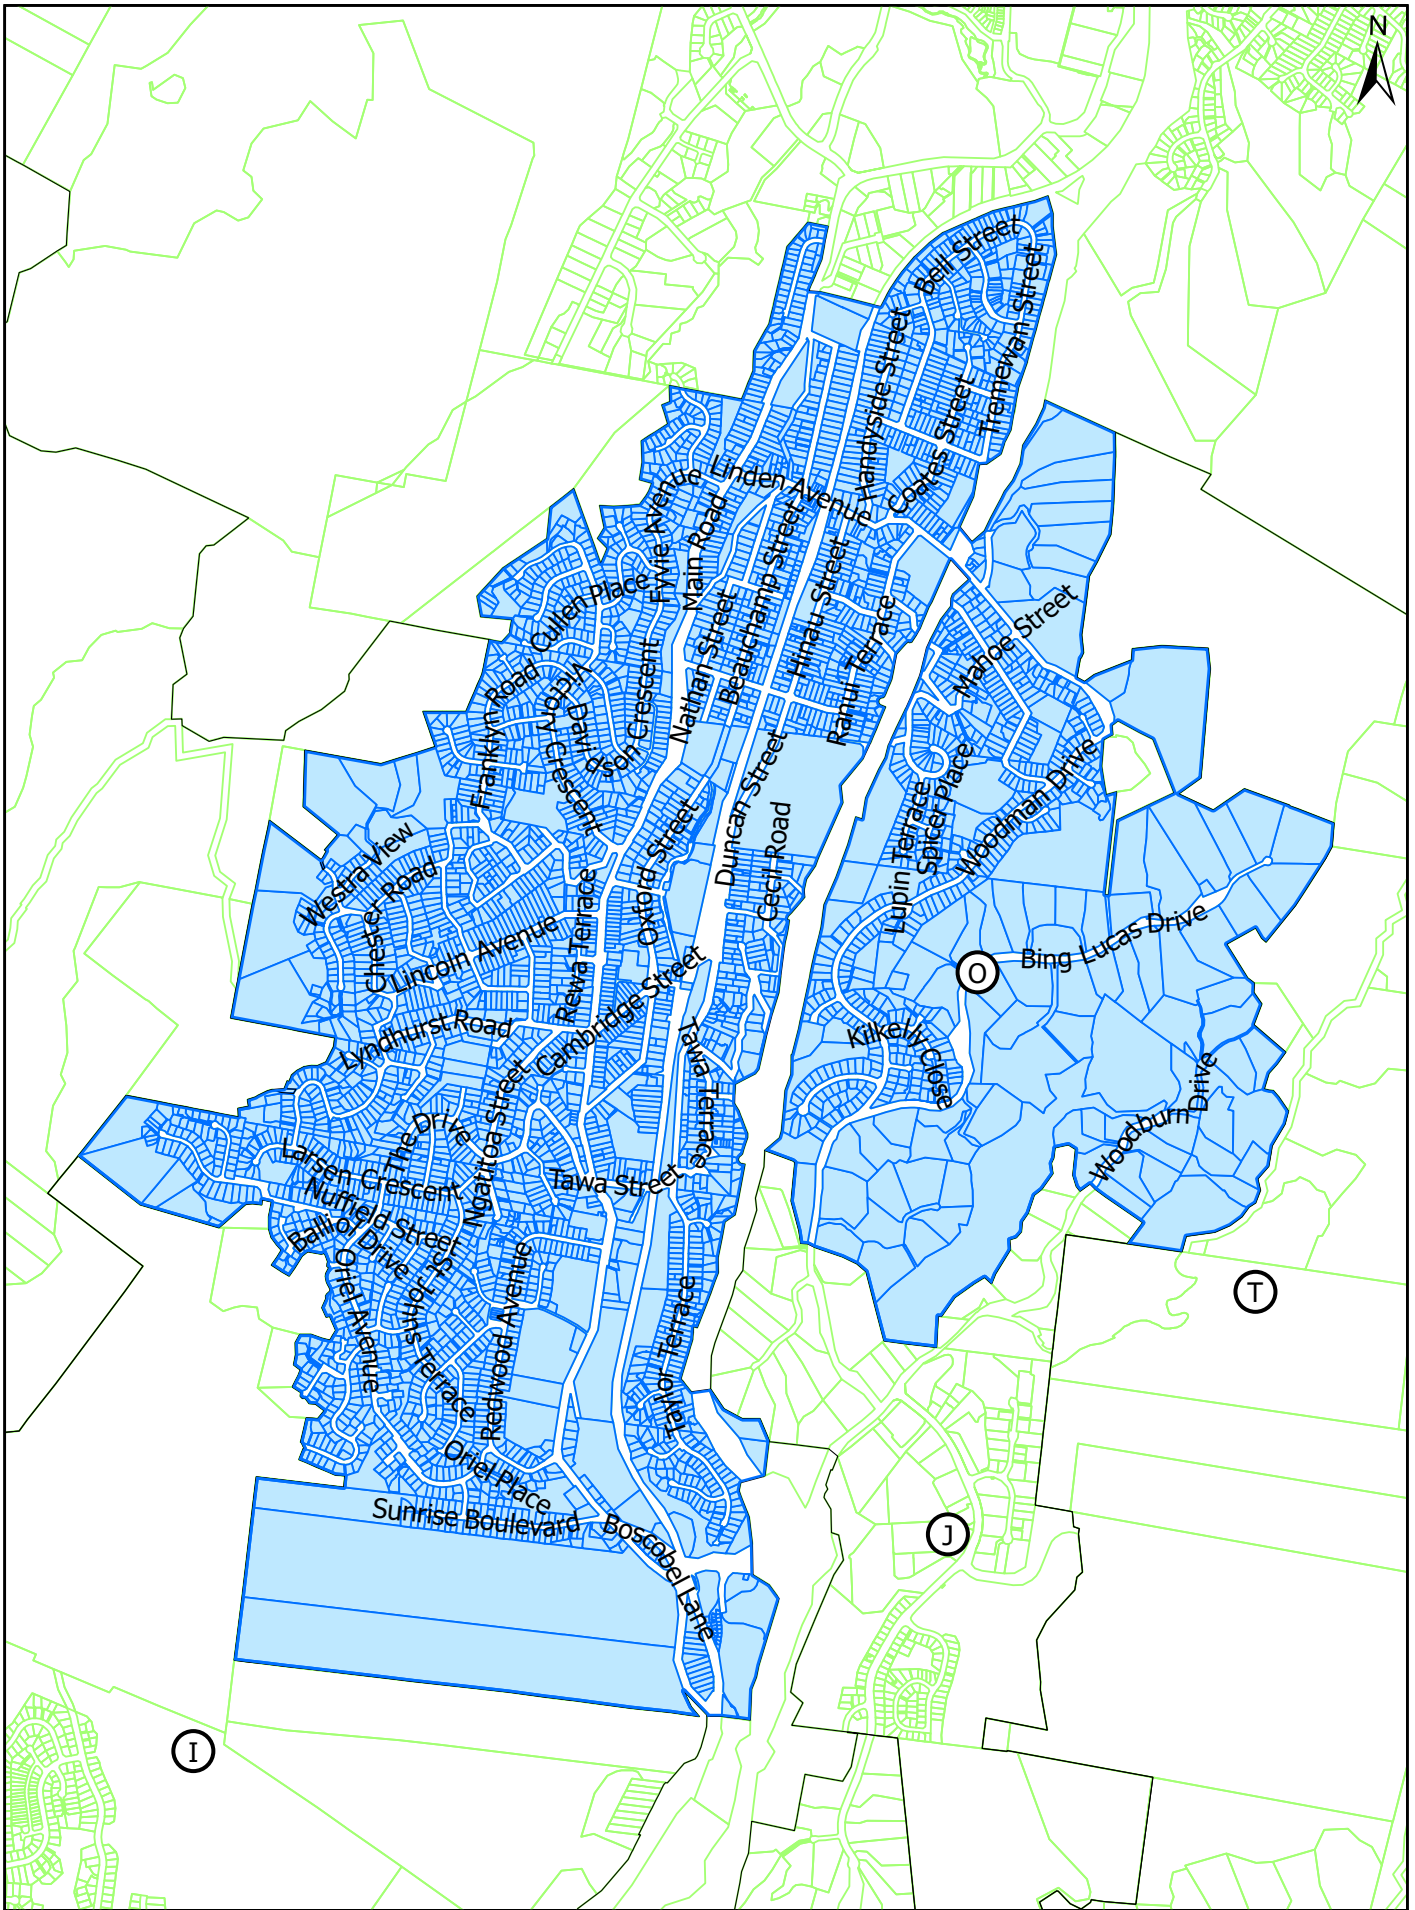 N
Bell Street
Tremewan Street
Handyside Street
Coates Street
Linden Avenue
Fyvie Avenue
Main Road
Beauchamp Street
Nathan Street
Hinau Street
Ranui Terrace
Mahoe Street
Cullen Place
Franklyn Road
Victory Crescent
Davidson Crescent
Woodman Drive
Spicer Place
Lupin Terrace
Duncan Street
Cecil Road
Oxford Street
Westra View
Chester Road
Lincoln Avenue
Rewa Terrace
Bing Lucas Drive
O
Cambridge Street
Lyndhurst Road
Kilkelly Close
Tawa Terrace
Woodburn Drive
Ngatitoa Street
The Drive
Larsen Crescent
Tawa Street
Nuffield Street
Balliol Drive
Oriel Avenue
St Johns Terrace
Redwood Avenue
Taylor Terrace
T
Oriel Place
Sunrise Boulevard
Boscobel Lane
J
I